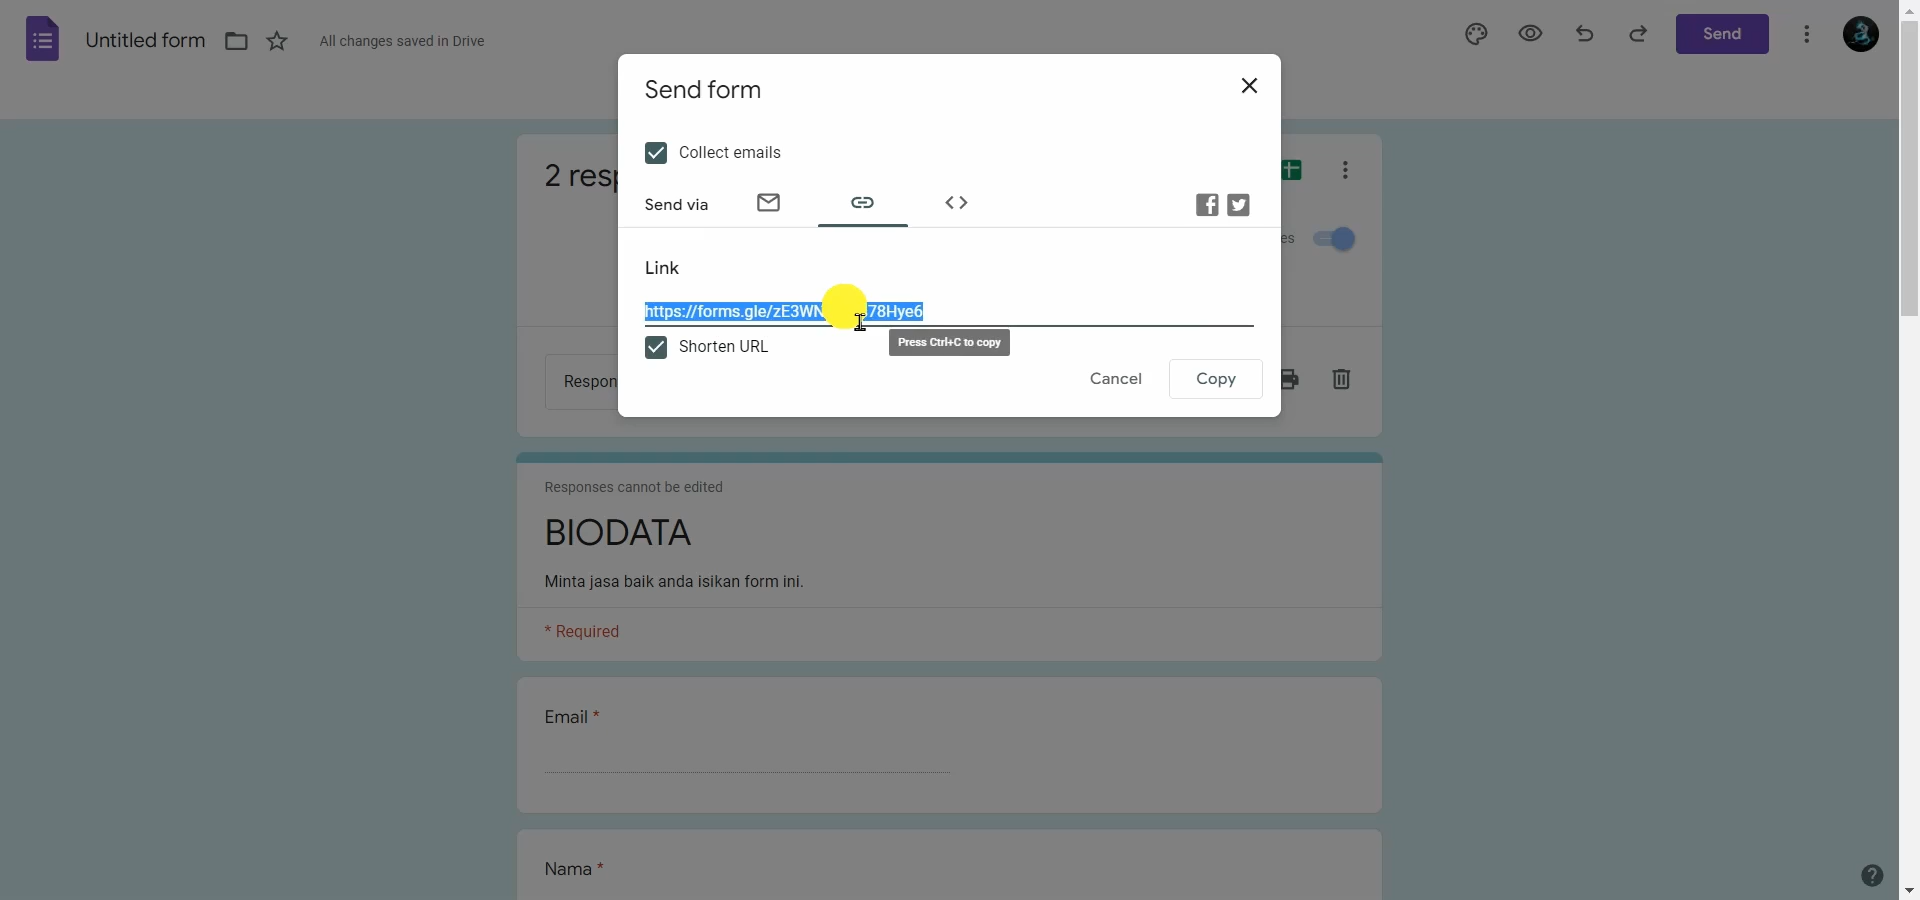 Untitled form
All changes saved in Drive
Send
Send form
Collect emails
2 resp
Send via
es
Link
https://forms.gle/zE3WN 78Hye6
Press Ctrl+C to copy
Shorten URL
Respon
Cancel
Copy
Responses cannot be edited
BIODATA
Minta jasa baik anda isikan form ini.
* Required
Email *
Nama *